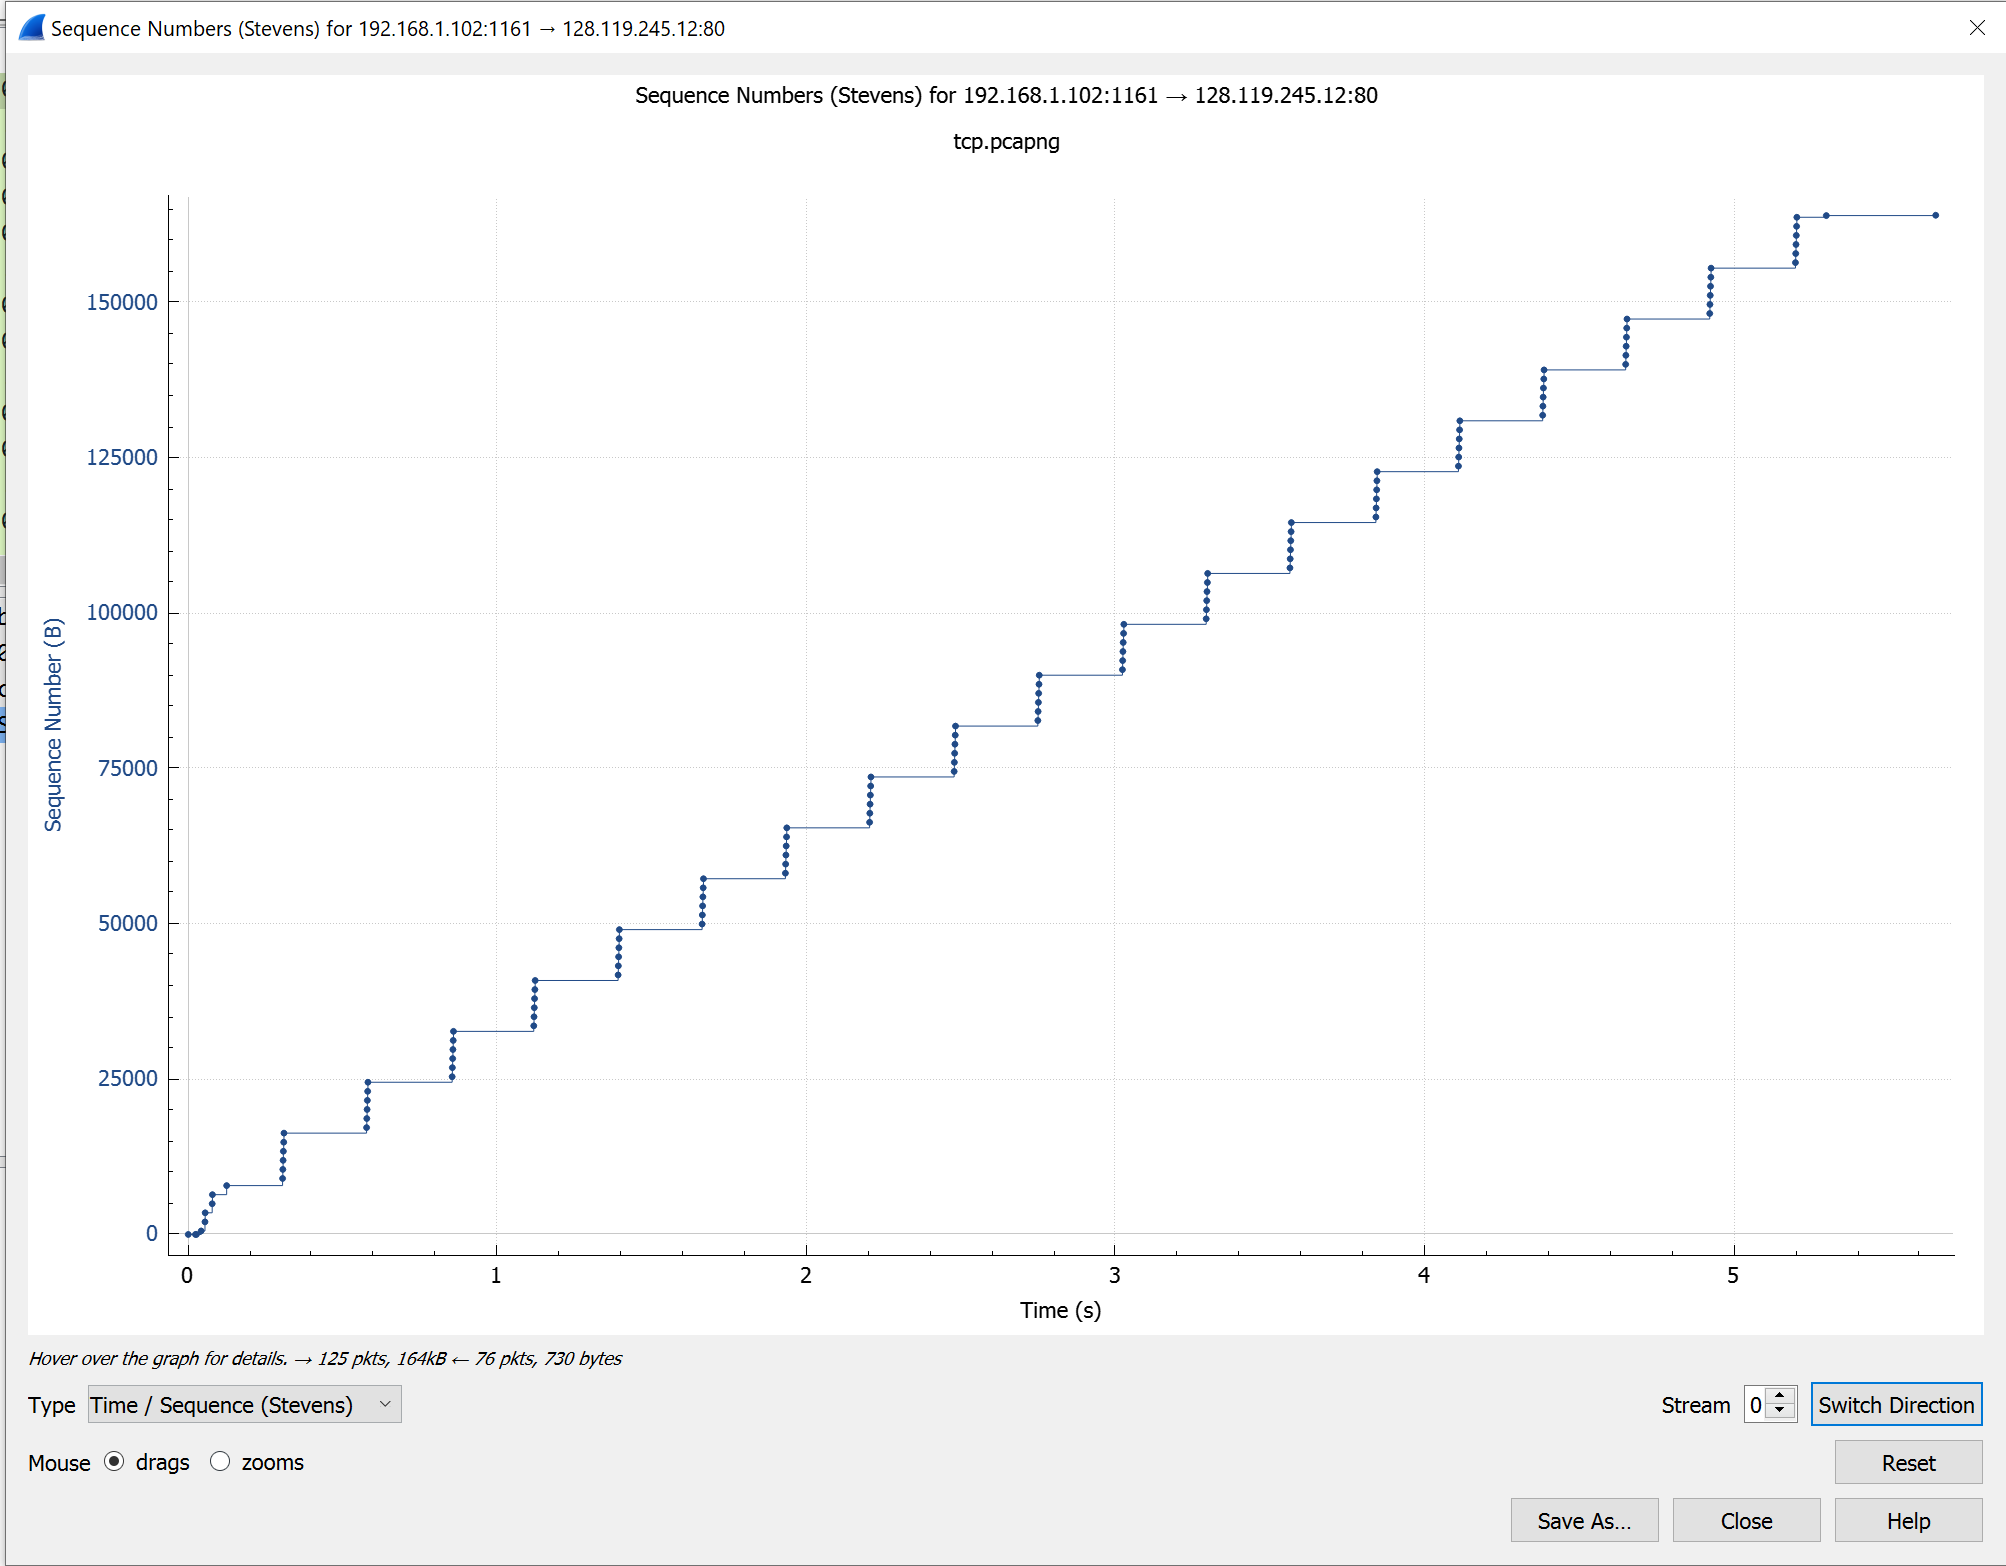 Sequence Numbers (Stevens) for 192.168.1.102:1161 → 128.119.245.12:80
Sequence Numbers (Stevens) for 192.168.1.102:1161 → 128.119.245.12:80
tcp.pcapng
150000
125000
100000
75000
50000
25000
0
Sequence Number (B)
0 1 2 3 4 5
Time (s)
Hover over the graph for details. → 125 pkts, 164kB ← 76 pkts, 730 bytes
Type Time / Sequence (Stevens) Stream 0 Switch Direction
Mouse drags zooms Reset
Save As... Close Help